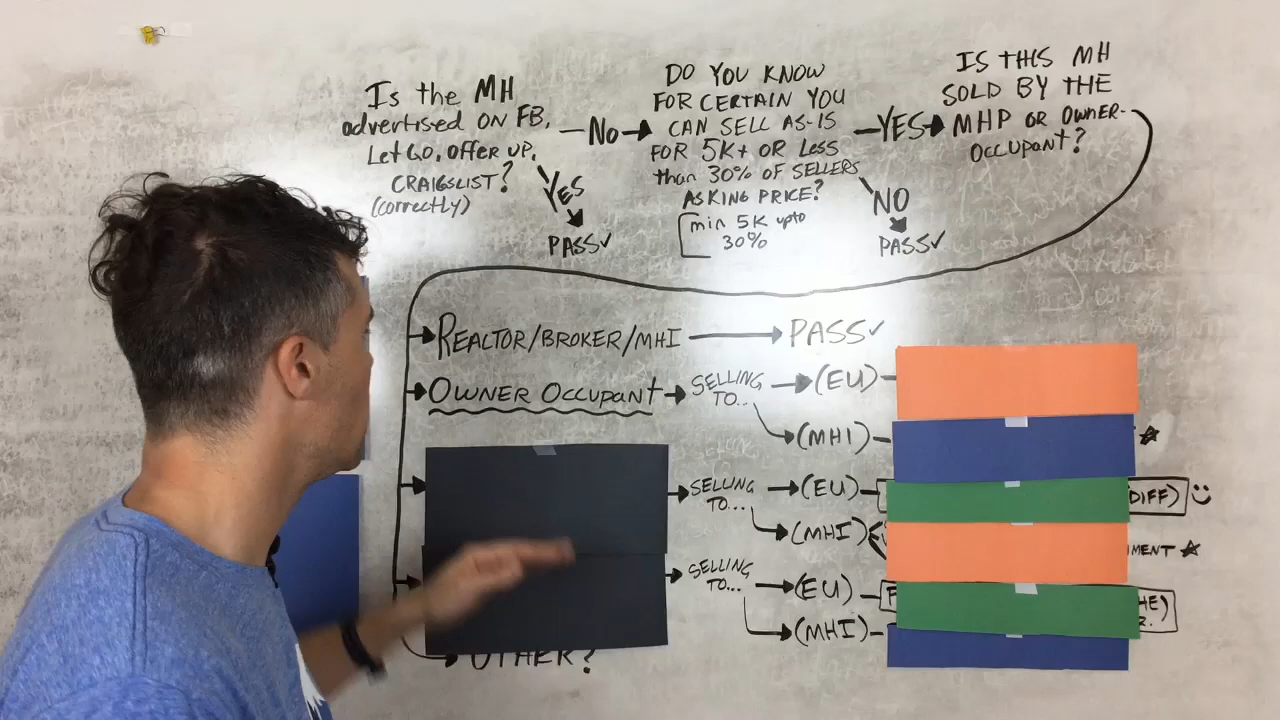 Is the MH
advertised ON FB,
Let Go, OFFER UP,
CRAIGSLIST?
(correctly)
YES
PASS✓
No
DO YOU KNOW
FOR CERTAIN YOU
CAN SELL AS-IS
FOR 5K+ OR Less
than 30% OF SELLERS
ASKING PRICE?
min 5K upto
30%
NO
PASS✓
YES
IS THIS MH
SOLD BY THE
MHP OR OWNER-
OCCUPANT?
REALTOR/BROKER/MHI
PASS✓
OWNER OCCUPANT
SELLING
TO...
(EU)
(MHI)
SELLING
TO...
(EU)
DIFF)
(MHI)
MENT
SELLING
TO...
(EU)
HE)
(MHI)
OTHER?